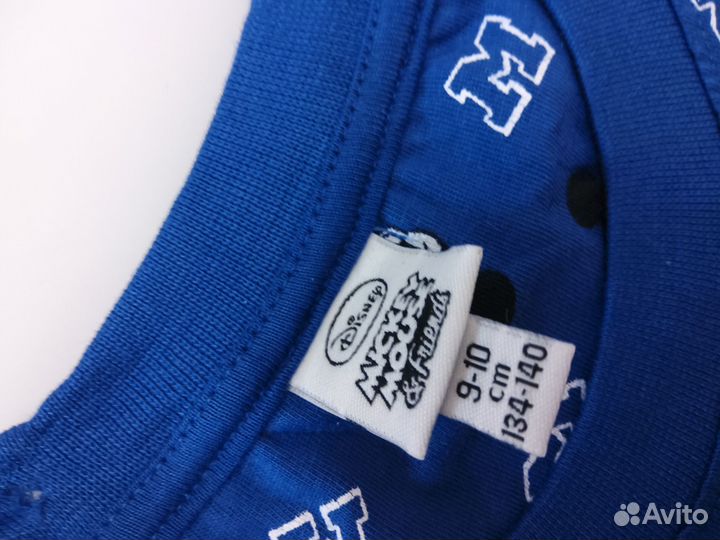 M
Disney
MICKEY
MOUSE
& Friends
9-10
cm
134-140
Avito